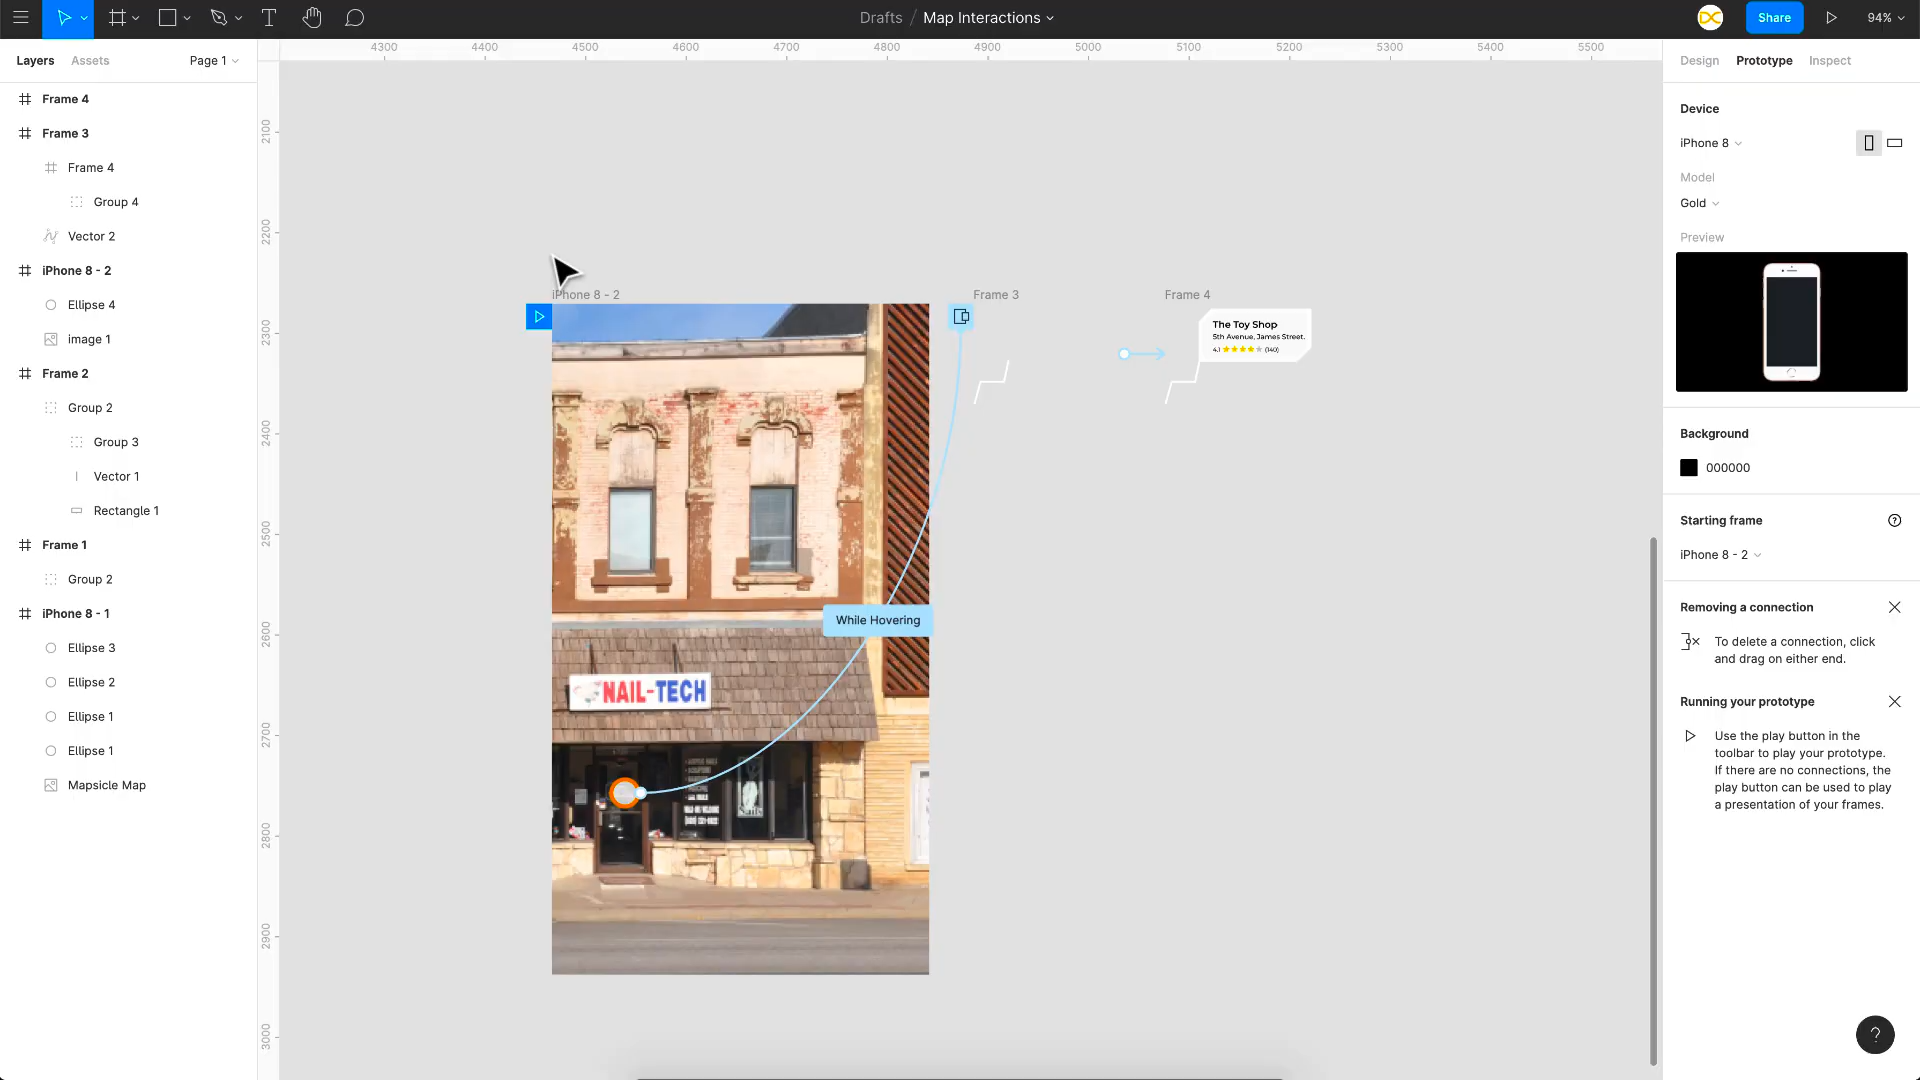 Drafts / Map Interactions
Share
94%
Layers
Assets
Page 1
4300 4400 4500 4600 4700 4800 4900 5000 5100 5200 5300 5400 5500
Design
Prototype
Inspect
Frame 4
Frame 3
Frame 4
Group 4
Vector 2
iPhone 8 - 2
Ellipse 4
image 1
Frame 2
Group 2
Group 3
Vector 1
Rectangle 1
Frame 1
Group 2
iPhone 8 - 1
Ellipse 3
Ellipse 2
Ellipse 1
Ellipse 1
Mapsicle Map
2100
2200
2300
2400
2500
2600
2700
2800
2900
3000
iPhone 8 - 2
Frame 3
Frame 4
The Toy Shop
5th Avenue, James Street.
4.1 ★★★★★ (140)
While Hovering
NAIL-TECH
Device
iPhone 8
Model
Gold
Preview
Background
000000
Starting frame
iPhone 8 - 2
Removing a connection
To delete a connection, click
and drag on either end.
Running your prototype
Use the play button in the
toolbar to play your prototype.
If there are no connections, the
play button can be used to play
a presentation of your frames.
?